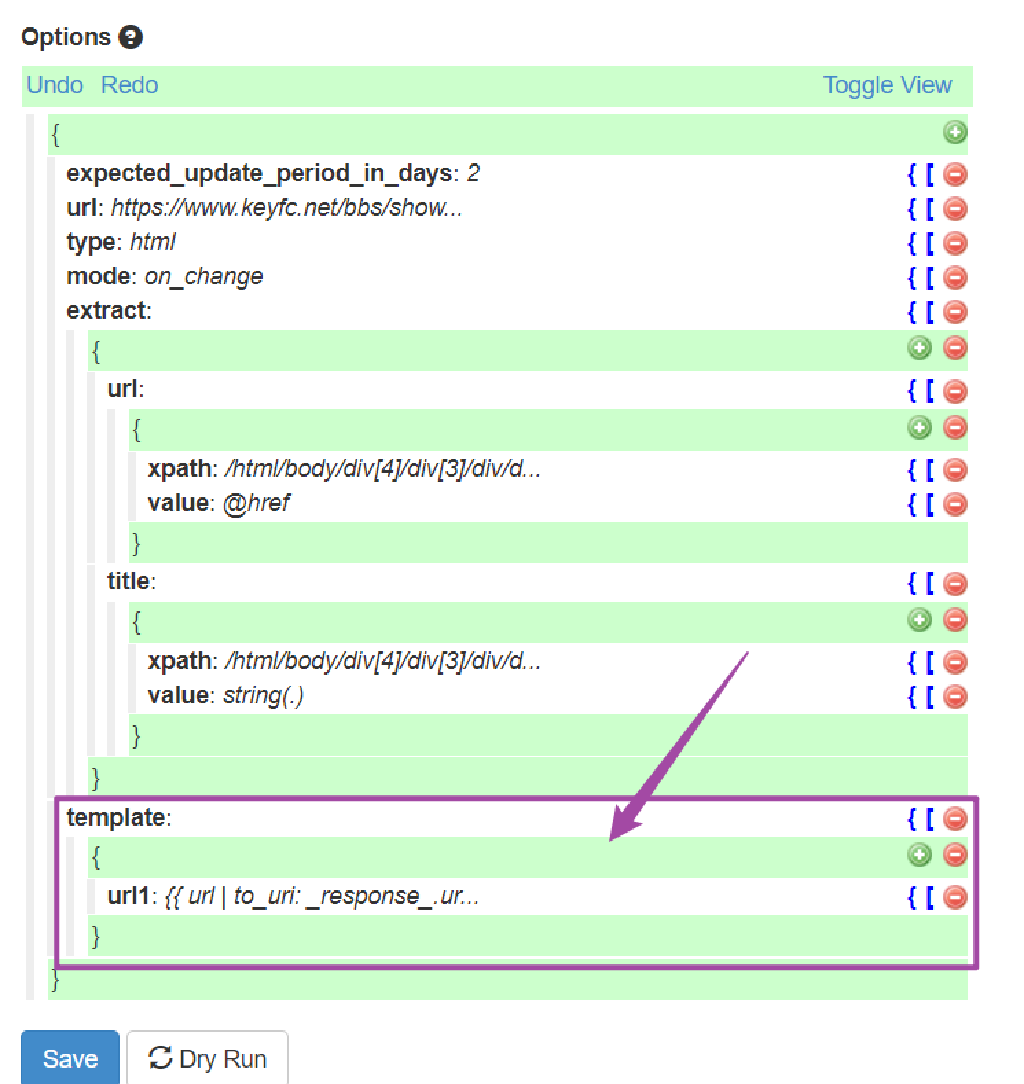 Options ?
Undo Redo Toggle View
{
expected_update_period_in_days: 2 { [
url: https://www.keyfc.net/bbs/show... { [
type: html { [
mode: on_change { [
extract: { [
{
url: { [
{
xpath: /html/body/div[4]/div[3]/div/d... { [
value: @href { [
}
title: { [
{
xpath: /html/body/div[4]/div[3]/div/d... { [
value: string(.) { [
}
}
template: { [
{
url1: {{ url | to_uri: _response_.ur... { [
}
}
Save Dry Run